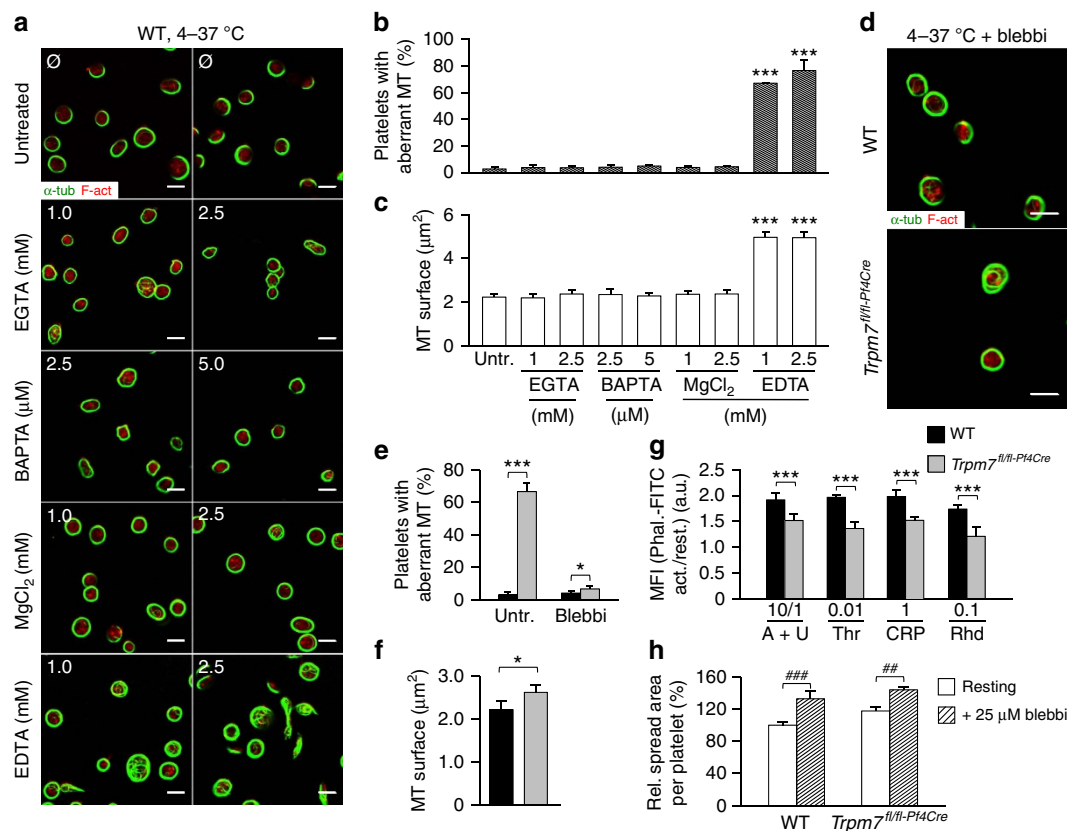 a
WT, 4–37 °C
Untreated
Ø
Ø
α-tub F-act
EGTA (mM)
1.0
2.5
BAPTA (μM)
2.5
5.0
MgCl2 (mM)
1.0
2.5
EDTA (mM)
1.0
2.5
b
Platelets with
aberrant MT (%)
100
80
60
40
20
0
***
***
c
MT surface (μm²)
6
4
2
0
***
***
Untr.
1
2.5
2.5
5
1
2.5
1
2.5
EGTA
BAPTA
MgCl2
EDTA
(mM)
(μM)
(mM)
d
4–37 °C + blebbi
WT
α-tub F-act
Trpm7fl/fl-Pf4Cre
e
Platelets with
aberrant MT (%)
80
60
40
20
0
***
*
Untr.
Blebbi
f
MT surface (μm²)
3.0
2.0
1.0
0
*
WT
Trpm7fl/fl-Pf4Cre
g
MFI (Phal.-FITC
act./rest.) (a.u.)
2.5
2.0
1.5
1.0
0.5
0
***
***
***
***
10/1
0.01
1
0.1
A + U
Thr
CRP
Rhd
h
Rel. spread area
per platelet (%)
160
120
80
40
0
###
##
WT
Trpm7fl/fl-Pf4Cre
Resting
+ 25 μM blebbi